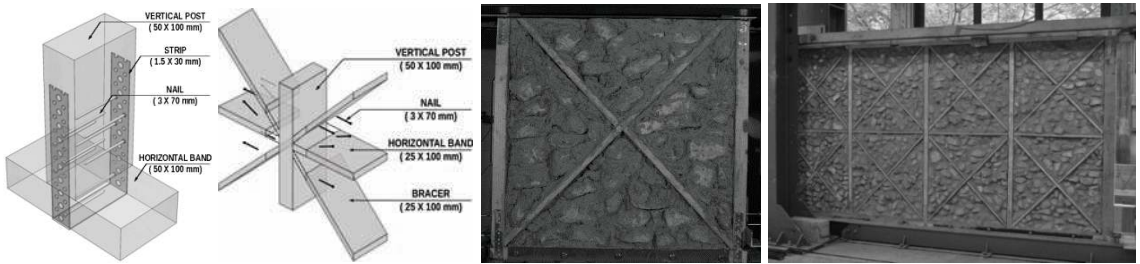 VERTICAL POST
(50 X 100 mm)
STRIP
(1.5 X 30 mm)
NAIL
(3 X 70 mm)
HORIZONTAL BAND
(50 X 100 mm)
VERTICAL POST
(50 X 100 mm)
NAIL
(3 X 70 mm)
HORIZONTAL BAND
(25 X 100 mm)
BRACER
(25 X 100 mm)